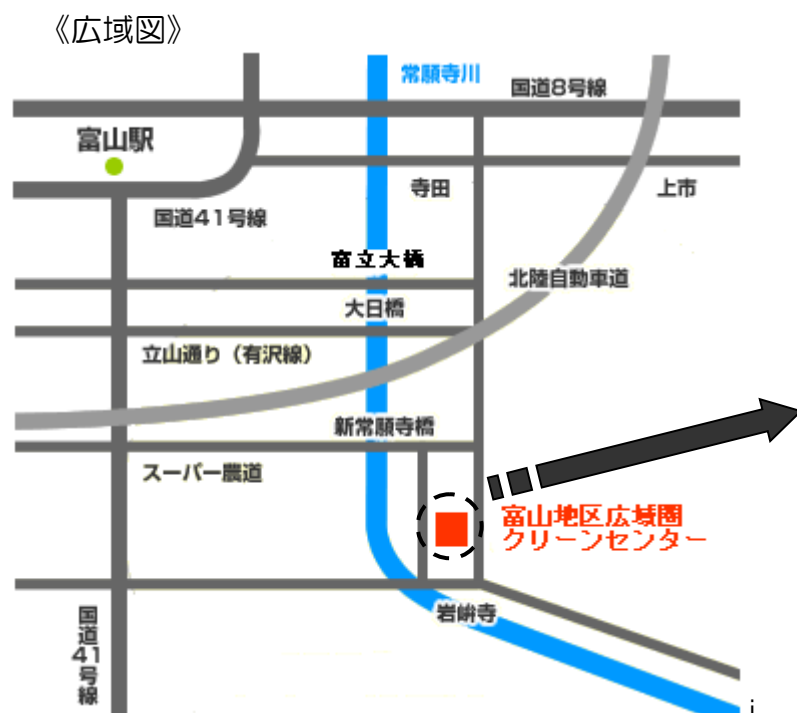 《広域図》
常願寺川
国道8号線
富山駅
寺田
上市
国道41号線
富立大橋
北陸自動車道
大日橋
立山通り（有沢線）
新常願寺橋
スーパー農道
富山地区広域圏
クリーンセンター
岩峅寺
国道41号線
i